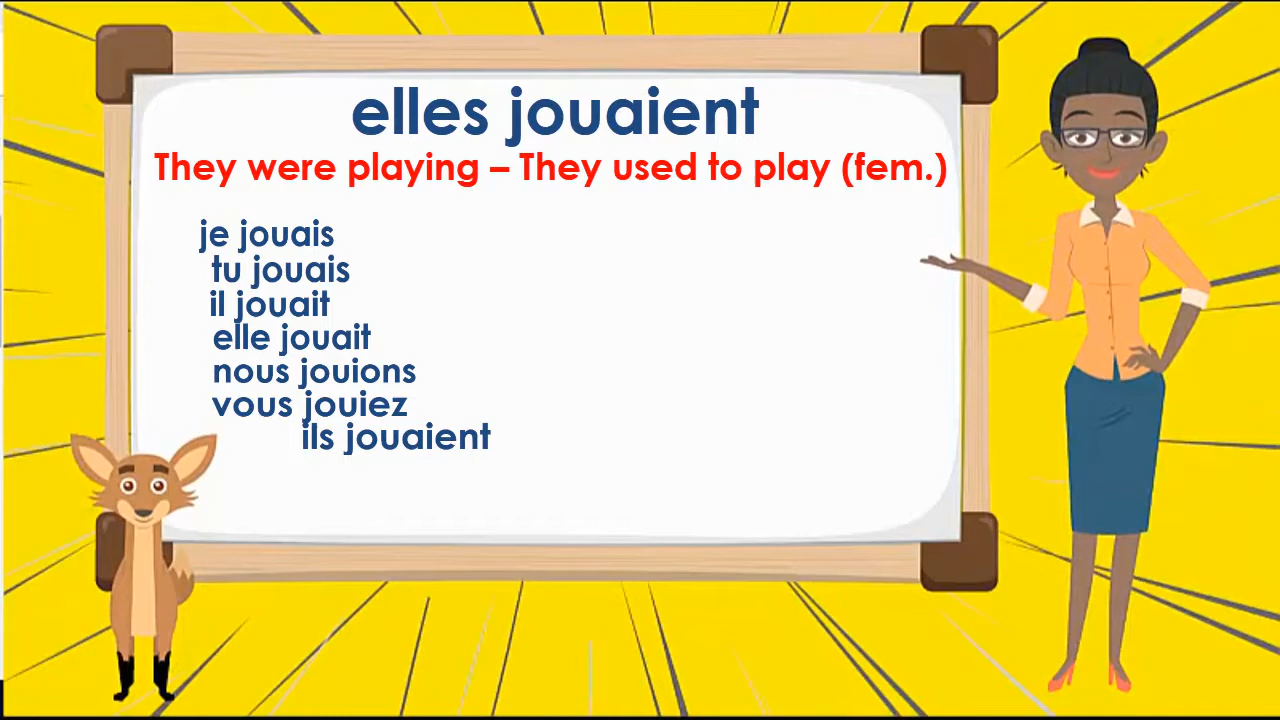 elles jouaient
They were playing – They used to play (fem.)
je jouais
tu jouais
il jouait
elle jouait
nous jouions
vous jouiez
ils jouaient